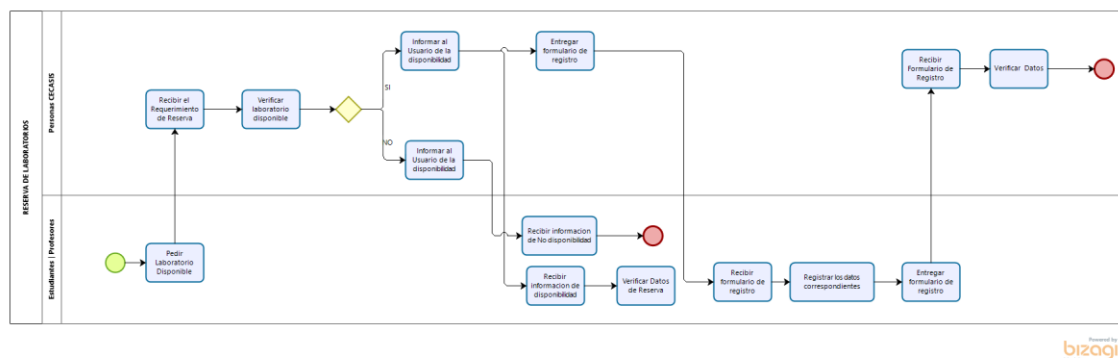 RESERVA DE LABORATORIOS
Personas CECASIS
Estudiantes | Profesores
Informar al
Usuario de la
disponibilidad
Entregar
formulario de
registro
Recibir
Formulario de
Registro
Verificar Datos
SI
Recibir el
Requerimiento
de Reserva
Verificar
laboratorio
disponible
NO
Informar al
Usuario de la
disponibilidad
Pedir
Laboratorio
Disponible
Recibir informacion
de No disponibilidad
Recibir
informacion de
disponibilidad
Verificar Datos
de Reserva
Recibir
formulario de
registro
Registrar los datos
correspondientes
Entregar
formulario de
registro
Powered by
bizagi